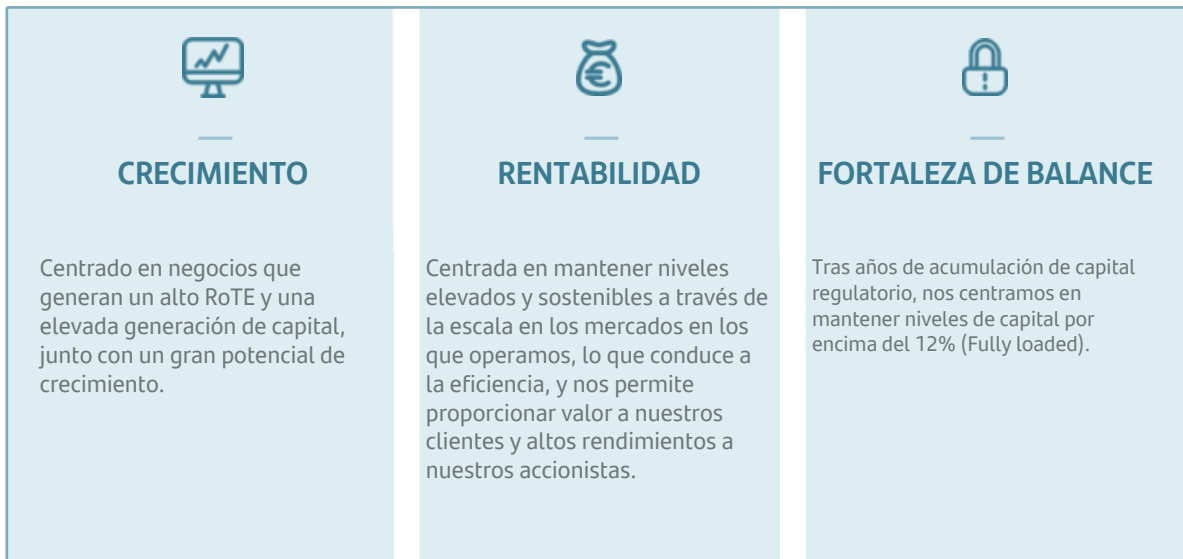 CRECIMIENTO
Centrado en negocios que
generan un alto RoTE y una
elevada generación de capital,
junto con un gran potencial de
crecimiento.
RENTABILIDAD
Centrada en mantener niveles
elevados y sostenibles a través de
la escala en los mercados en los
que operamos, lo que conduce a
la eficiencia, y nos permite
proporcionar valor a nuestros
clientes y altos rendimientos a
nuestros accionistas.
FORTALEZA DE BALANCE
Tras años de acumulación de capital
regulatorio, nos centramos en
mantener niveles de capital por
encima del 12% (Fully loaded).